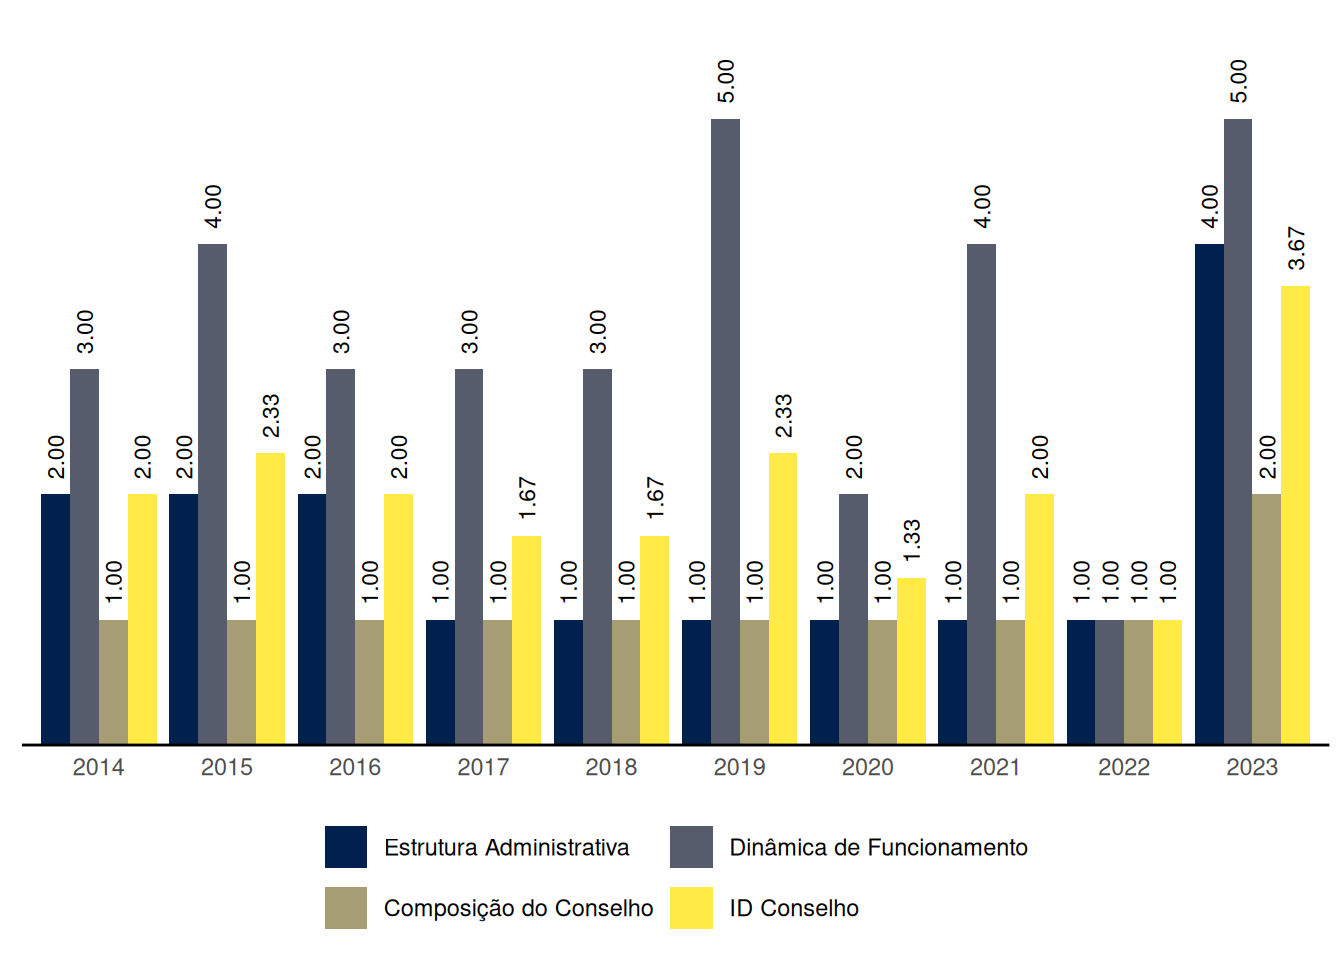 2.00 3.00 1.00 2.00
2.00 4.00 1.00 2.33
2.00 3.00 1.00 2.00
1.00 3.00 1.00 1.67
1.00 3.00 1.00 1.67
1.00 5.00 1.00 2.33
1.00 2.00 1.00 1.33
1.00 4.00 1.00 2.00
1.00 1.00 1.00 1.00
4.00 5.00 2.00 3.67
2014 2015 2016 2017 2018 2019 2020 2021 2022 2023
Estrutura Administrativa Dinâmica de Funcionamento
Composição do Conselho ID Conselho